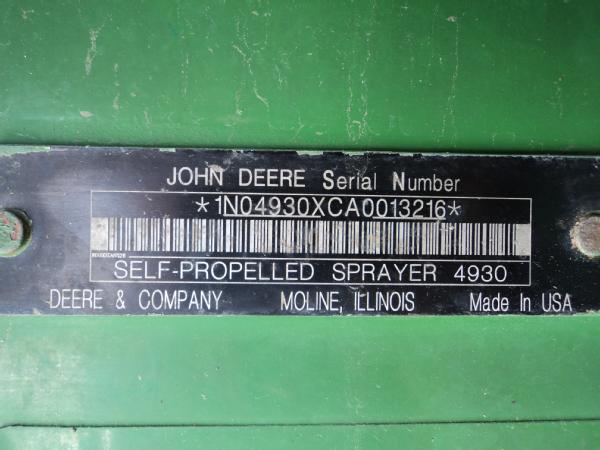 JOHN DEERE Serial Number
*1N04930XCA0013216*
SELF-PROPELLED SPRAYER 4930
DEERE & COMPANY MOLINE, ILLINOIS Made In USA